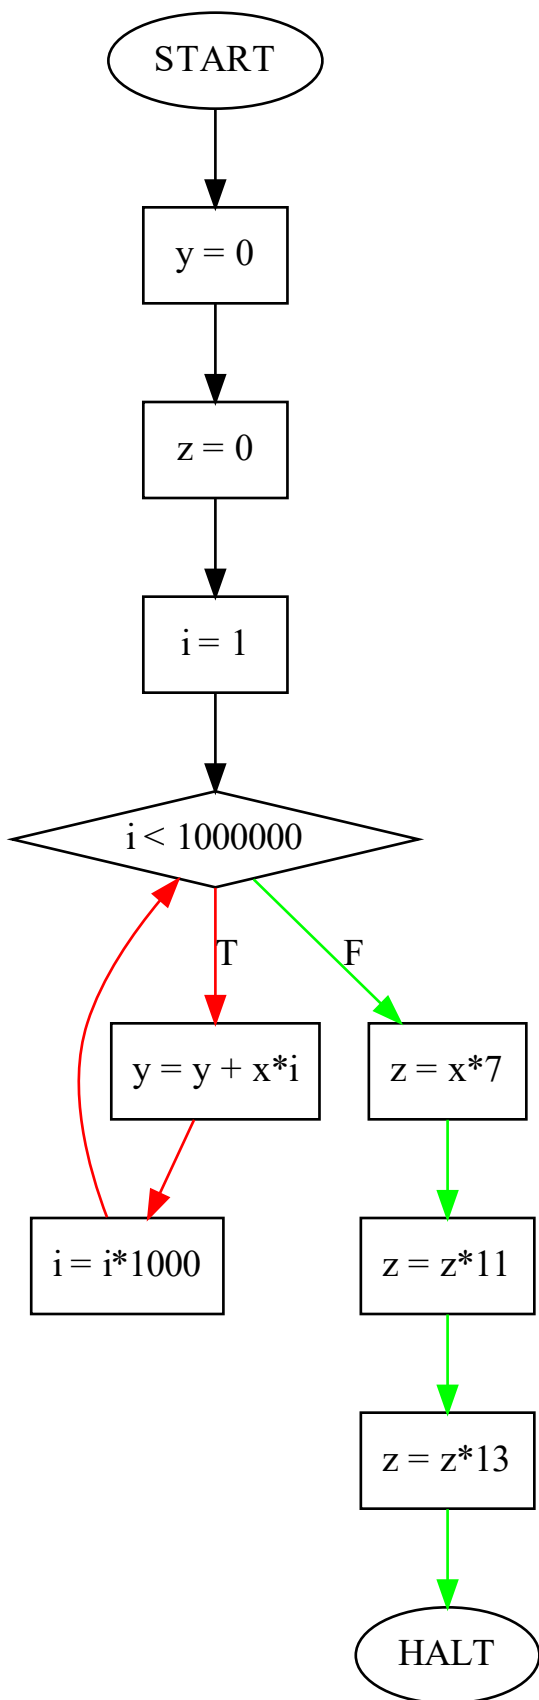 START
y = 0
z = 0
i = 1
i < 1000000
T
F
y = y + x*i
z = x*7
i = i*1000
z = z*11
z = z*13
HALT